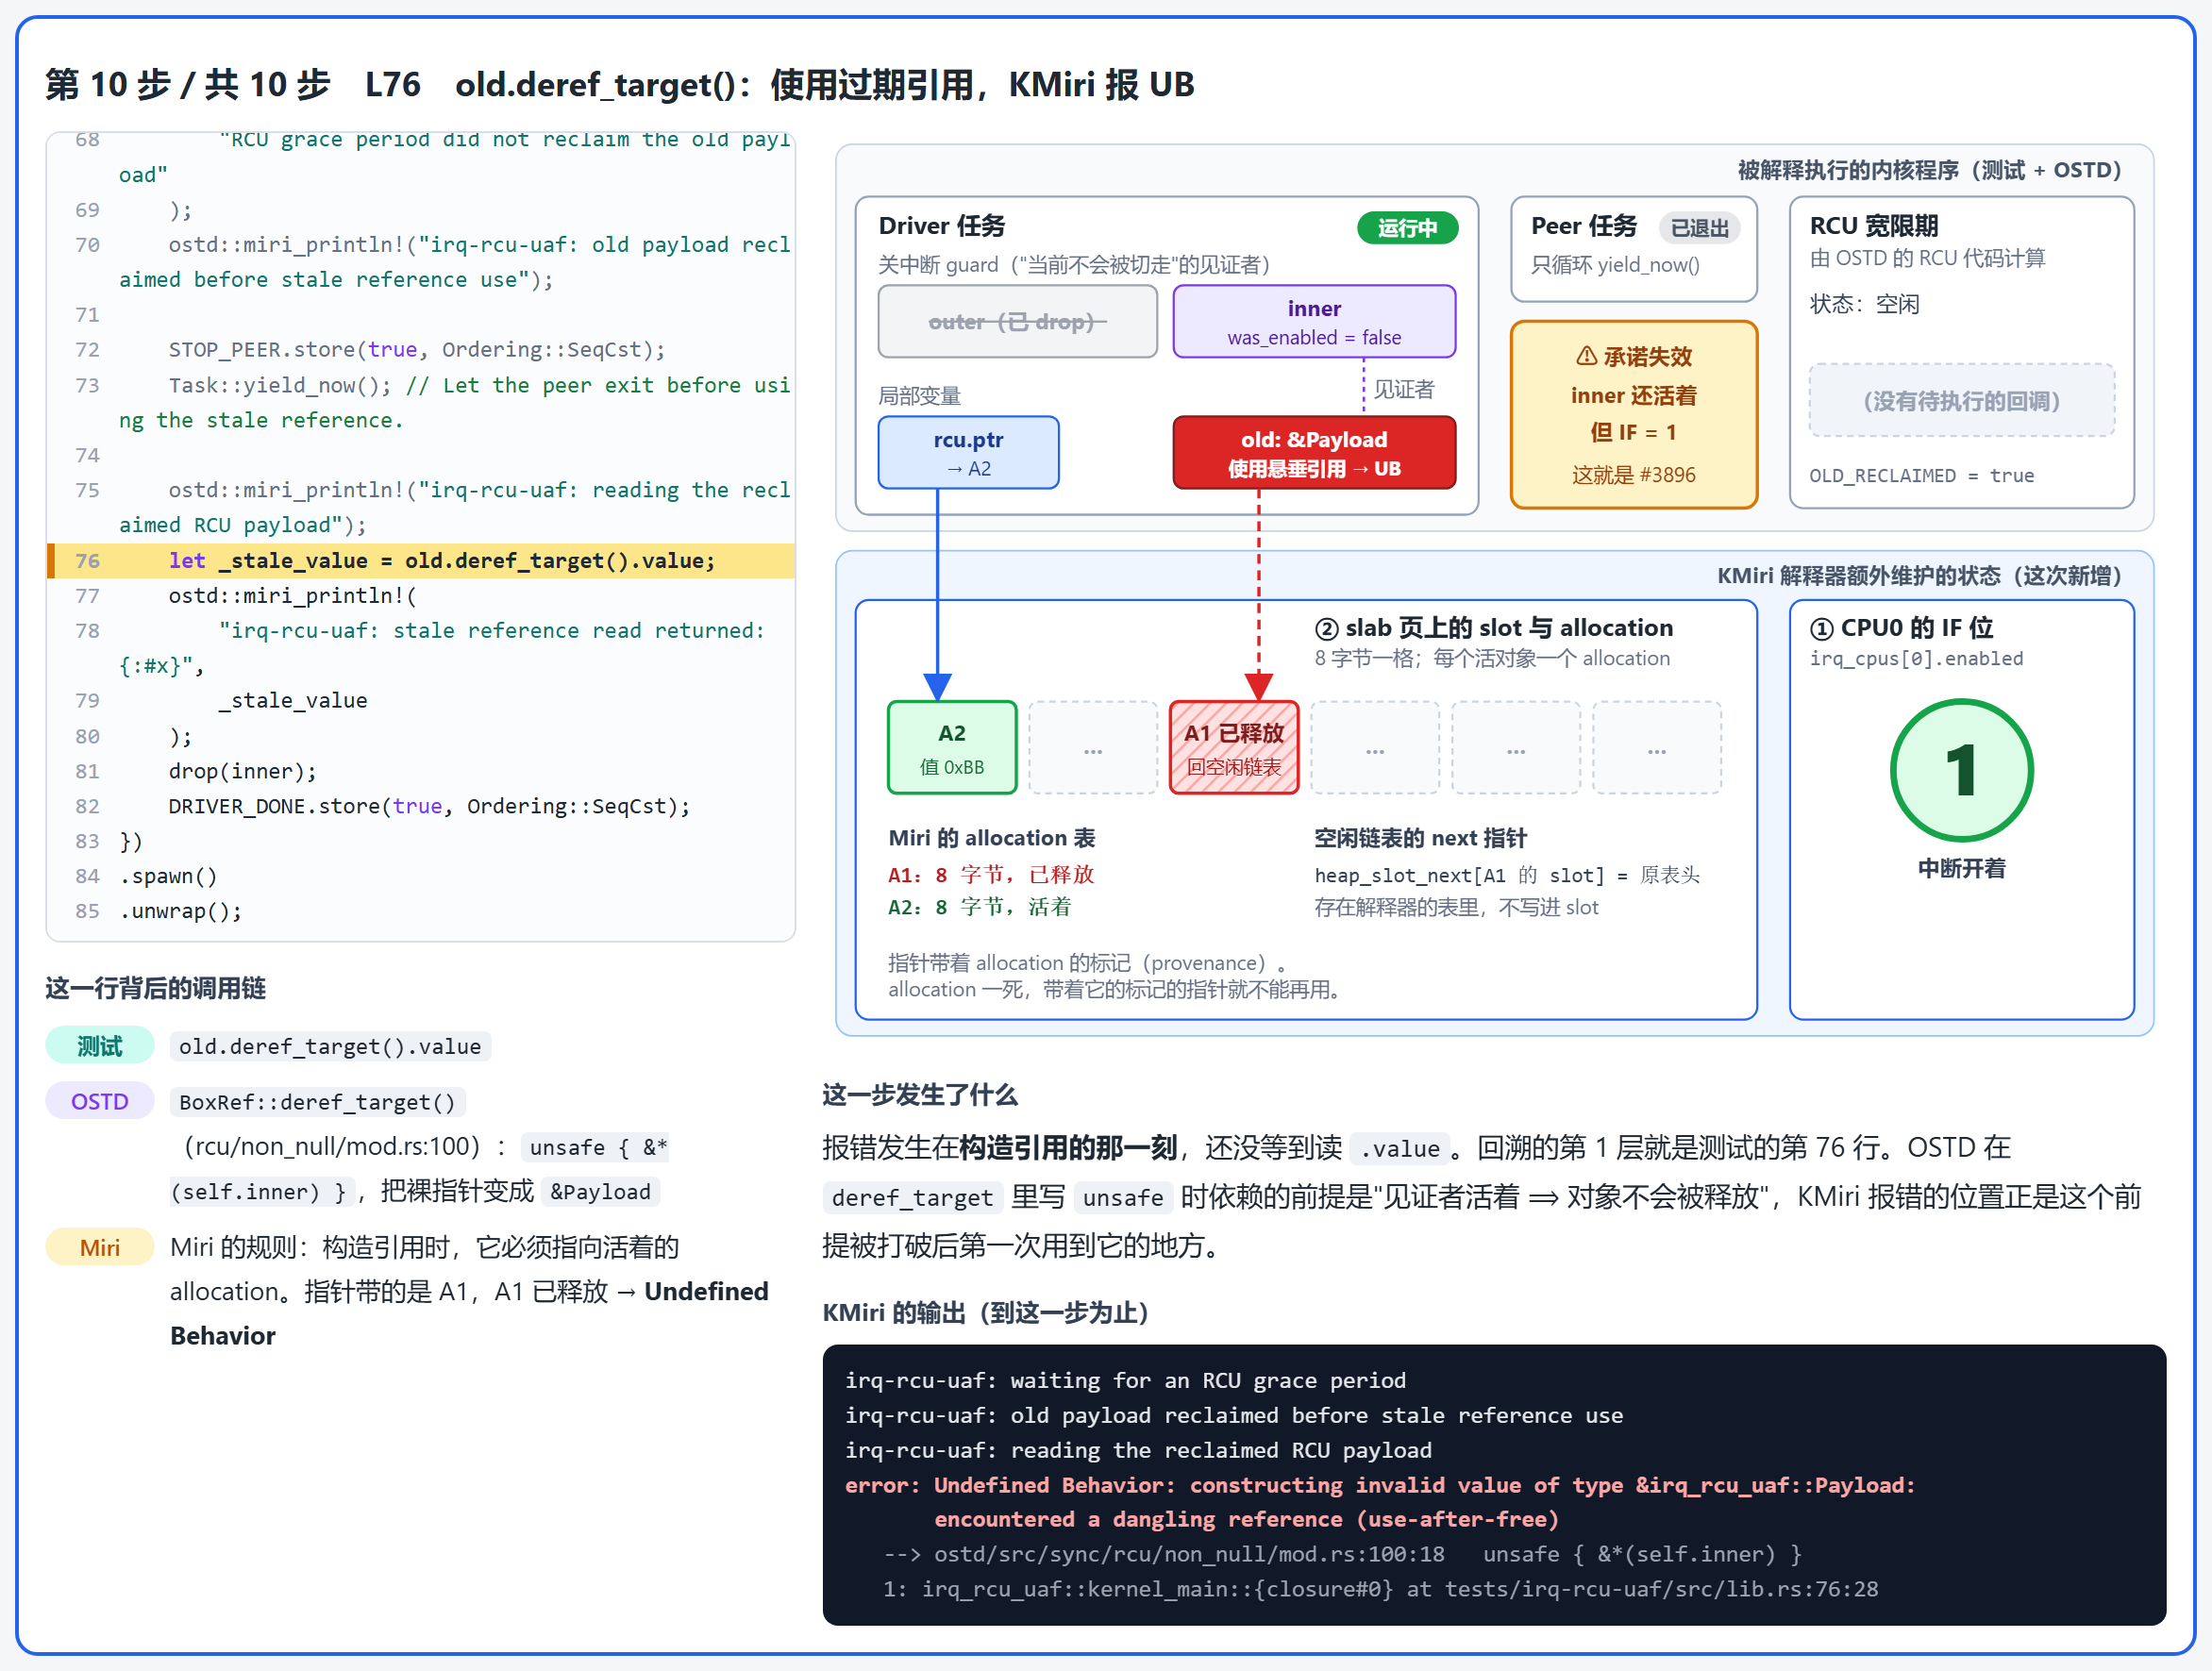 第 10 步 / 共 10 步 L76 old.deref_target()：使用过期引用，KMiri 报 UB
68 "RCU grace period did not reclaim the old payl
oad"
69 );
70 ostd::miri_println!("irq-rcu-uaf: old payload recl
aimed before stale reference use");
71
72 STOP_PEER.store(true, Ordering::SeqCst);
73 Task::yield_now(); // Let the peer exit before usi
ng the stale reference.
74
75 ostd::miri_println!("irq-rcu-uaf: reading the recl
aimed RCU payload");
76 let _stale_value = old.deref_target().value;
77 ostd::miri_println!(
78 "irq-rcu-uaf: stale reference read returned:
{:#x}",
79 _stale_value
80 );
81 drop(inner);
82 DRIVER_DONE.store(true, Ordering::SeqCst);
83 })
84 .spawn()
85 .unwrap();
这一行背后的调用链
测试 old.deref_target().value
OSTD BoxRef::deref_target()
（rcu/non_null/mod.rs:100）：unsafe { &*
(self.inner) }，把裸指针变成 &Payload
Miri Miri 的规则：构造引用时，它必须指向活着的
allocation。指针带的是 A1，A1 已释放 → Undefined
Behavior
被解释执行的内核程序（测试 + OSTD）
Driver 任务 运行中
关中断 guard（"当前不会被切走"的见证者）
outer（已 drop）
inner
was_enabled = false
见证者
局部变量
rcu.ptr
→ A2
old: &Payload
使用悬垂引用 → UB
Peer 任务 已退出
只循环 yield_now()
⚠ 承诺失效
inner 还活着
但 IF = 1
这就是 #3896
RCU 宽限期
由 OSTD 的 RCU 代码计算
状态：空闲
（没有待执行的回调）
OLD_RECLAIMED = true
KMiri 解释器额外维护的状态（这次新增）
② slab 页上的 slot 与 allocation
8 字节一格；每个活对象一个 allocation
A2
值 0xBB
...
A1 已释放
回空闲链表
...
...
...
Miri 的 allocation 表
A1：8 字节，已释放
A2：8 字节，活着
空闲链表的 next 指针
heap_slot_next[A1 的 slot] = 原表头
存在解释器的表里，不写进 slot
指针带着 allocation 的标记（provenance）。
allocation 一死，带着它的标记的指针就不能再用。
① CPU0 的 IF 位
irq_cpus[0].enabled
1
中断开着
这一步发生了什么
报错发生在构造引用的那一刻，还没等到读 .value。回溯的第 1 层就是测试的第 76 行。OSTD 在
deref_target 里写 unsafe 时依赖的前提是"见证者活着 ⟹ 对象不会被释放"，KMiri 报错的位置正是这个前
提被打破后第一次用到它的地方。
KMiri 的输出（到这一步为止）
irq-rcu-uaf: waiting for an RCU grace period
irq-rcu-uaf: old payload reclaimed before stale reference use
irq-rcu-uaf: reading the reclaimed RCU payload
error: Undefined Behavior: constructing invalid value of type &irq_rcu_uaf::Payload:
encountered a dangling reference (use-after-free)
--> ostd/src/sync/rcu/non_null/mod.rs:100:18 unsafe { &*(self.inner) }
1: irq_rcu_uaf::kernel_main::{closure#0} at tests/irq-rcu-uaf/src/lib.rs:76:28